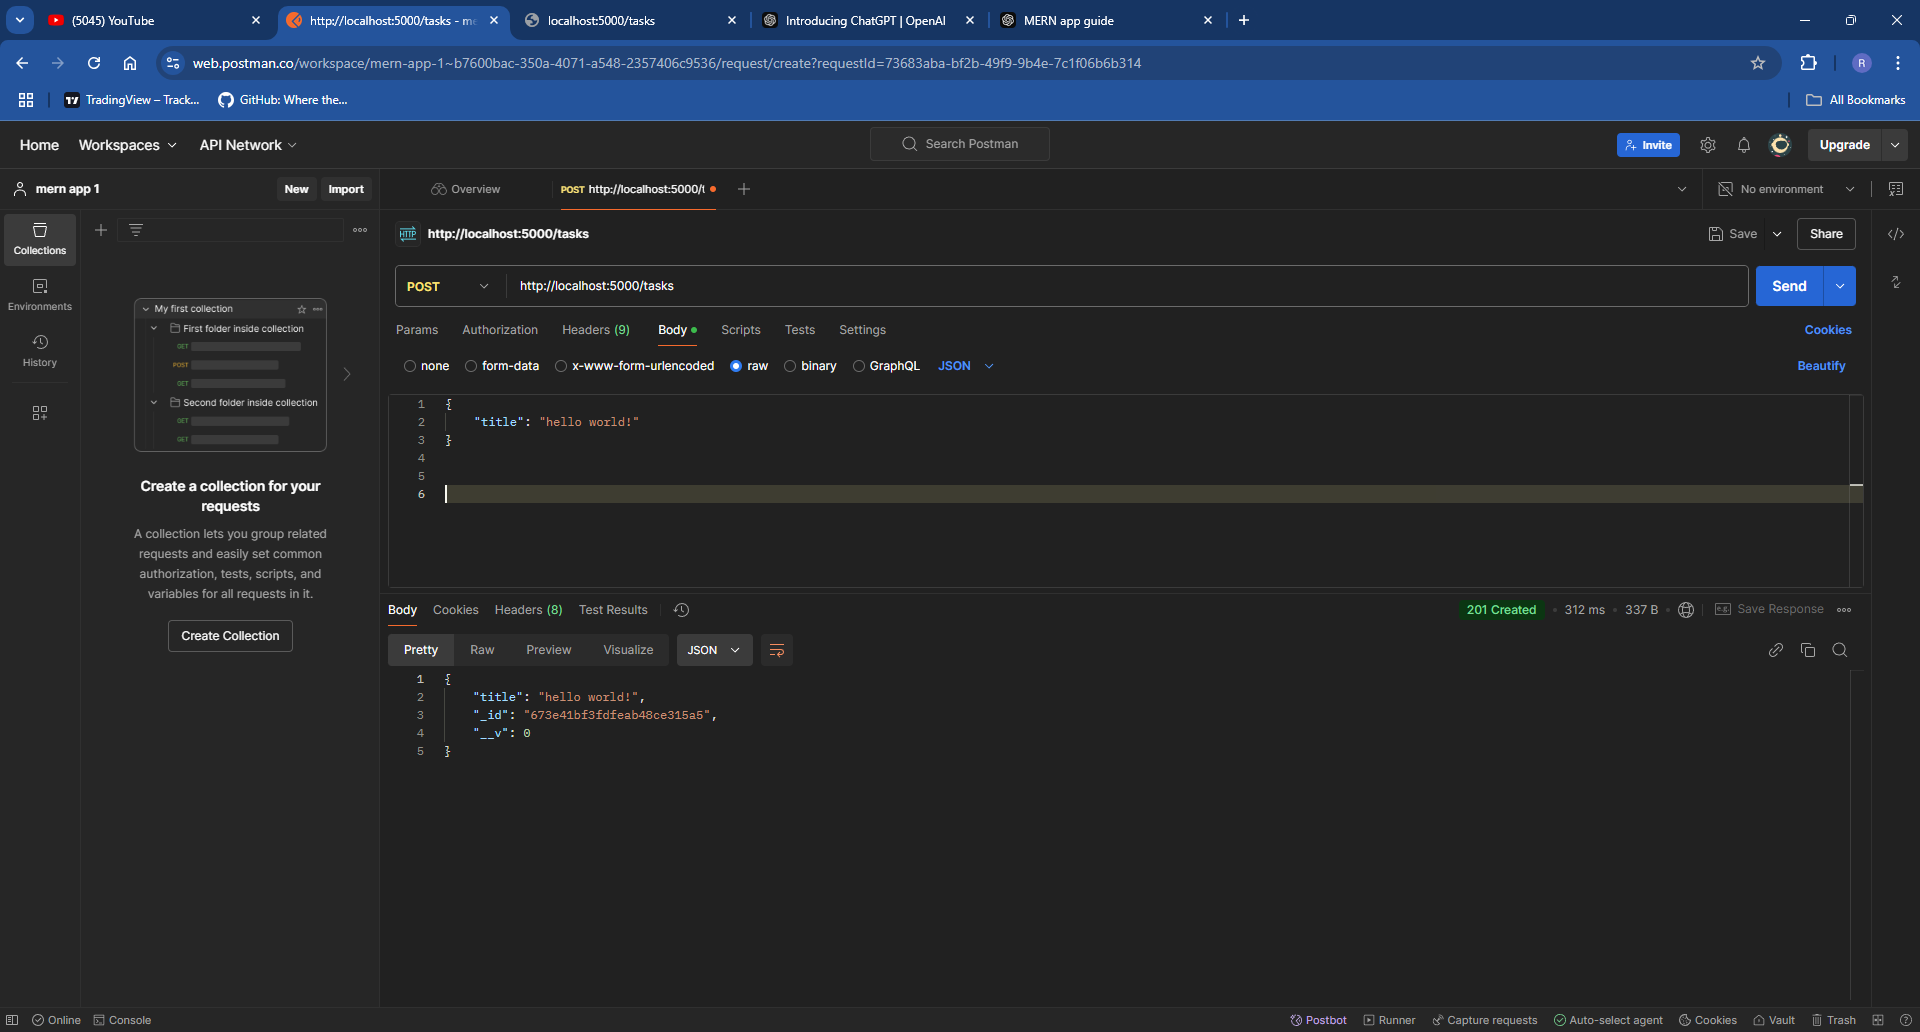 (5045) YouTube
http://localhost:5000/tasks - me
localhost:5000/tasks
Introducing ChatGPT | OpenAI
MERN app guide
web.postman.co/workspace/mern-app-1~b7600bac-350a-4071-a548-2357406c9536/request/create?requestId=73683aba-bf2b-49f9-9b4e-7c1f06b6b314
R
TradingView – Track...
GitHub: Where the...
All Bookmarks
Home
Workspaces
API Network
Search Postman
Invite
Upgrade
mern app 1
New
Import
Overview
POST http://localhost:5000/t
No environment
Collections
Environments
History
My first collection
First folder inside collection
GET
POST
GET
Second folder inside collection
GET
GET
Create a collection for your
requests
A collection lets you group related
requests and easily set common
authorization, tests, scripts, and
variables for all requests in it.
Create Collection
HTTP http://localhost:5000/tasks
Save
Share
POST
http://localhost:5000/tasks
Send
Params
Authorization
Headers (9)
Body
Scripts
Tests
Settings
Cookies
none
form-data
x-www-form-urlencoded
raw
binary
GraphQL
JSON
Beautify
1 {
2 "title": "hello world!"
3 }
4
5
6
Body
Cookies
Headers (8)
Test Results
201 Created
312 ms
337 B
Save Response
Pretty
Raw
Preview
Visualize
JSON
1 {
2 "title": "hello world!",
3 "_id": "673e41bf3fdfeab48ce315a5",
4 "__v": 0
5 }
Online
Console
Postbot
Runner
Capture requests
Auto-select agent
Cookies
Vault
Trash